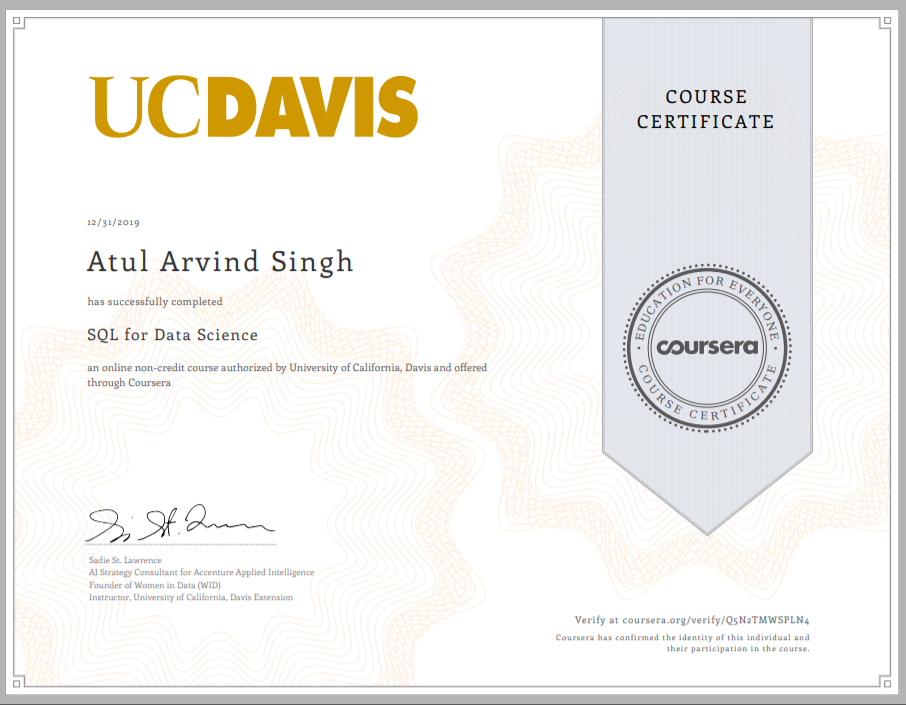 UCDAVIS
COURSE
CERTIFICATE
12/31/2019
Atul Arvind Singh
has successfully completed
SQL for Data Science
an online non-credit course authorized by University of California, Davis and offered
through Coursera
EDUCATION FOR EVERYONE
coursera
COURSE CERTIFICATE
Sadie St. Lawrence
AI Strategy Consultant for Accenture Applied Intelligence
Founder of Women in Data (WID)
Instructor, University of California, Davis Extension
Verify at coursera.org/verify/Q5N2TMWSPLN4
Coursera has confirmed the identity of this individual and
their participation in the course.